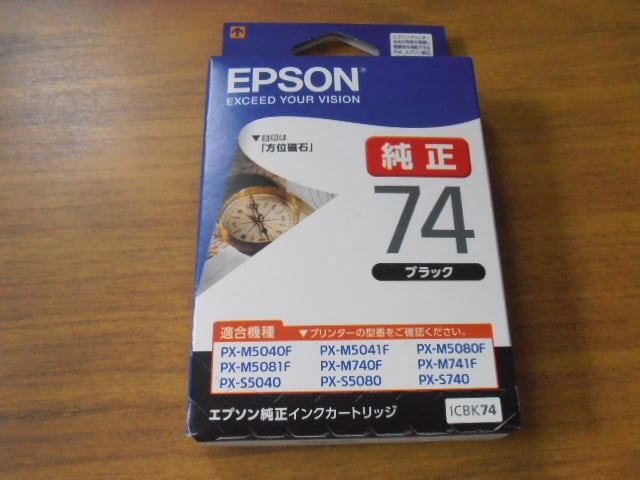 EPSON
EXCEED YOUR VISION
▼目印は
「方位磁石」
純正
74
ブラック
適合機種 ▼プリンターの型番をご確認ください。
PX-M5040F PX-M5041F PX-M5080F
PX-M5081F PX-M740F PX-M741F
PX-S5040 PX-S5080 PX-S740
エプソン純正インクカートリッジ
ICBK74